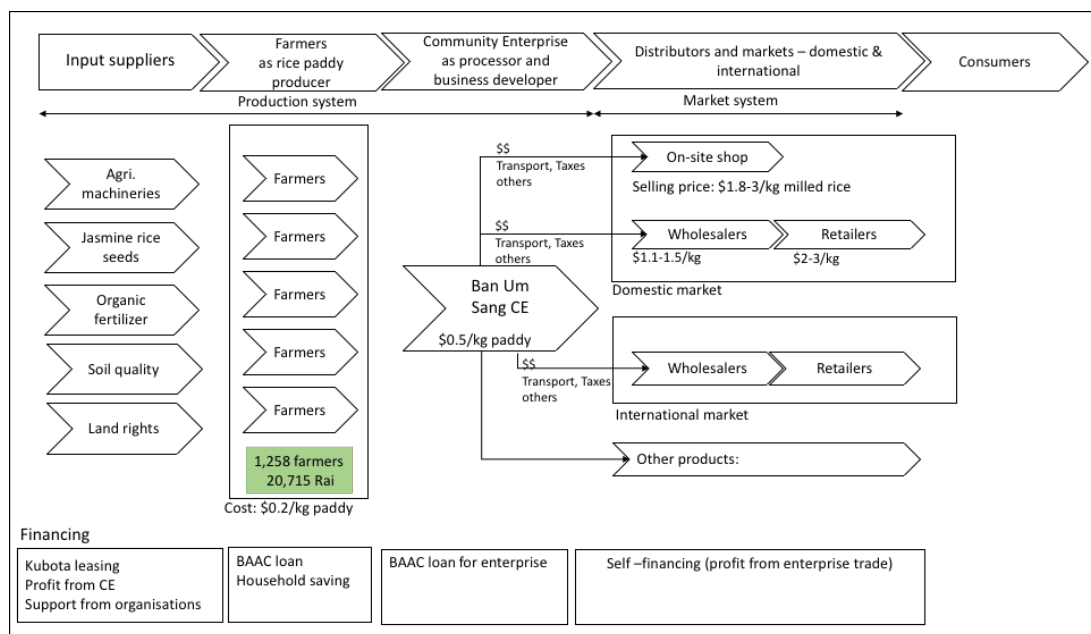 Input suppliers
Farmers
as rice paddy
producer
Community Enterprise
as processor and
business developer
Distributors and markets – domestic &
international
Consumers
Production system
Market system
Agri.
machineries
Jasmine rice
seeds
Organic
fertilizer
Soil quality
Land rights
Farmers
Farmers
Farmers
Farmers
Farmers
1,258 farmers
20,715 Rai
Cost: $0.2/kg paddy
Ban Um
Sang CE
$0.5/kg paddy
$$
Transport, Taxes
others
On-site shop
Selling price: $1.8-3/kg milled rice
$$
Transport, Taxes
others
Wholesalers
Retailers
$1.1-1.5/kg
$2-3/kg
Domestic market
$$
Transport, Taxes
others
Wholesalers
Retailers
International market
Other products:
Financing
Kubota leasing
Profit from CE
Support from organisations
BAAC loan
Household saving
BAAC loan for enterprise
Self –financing (profit from enterprise trade)